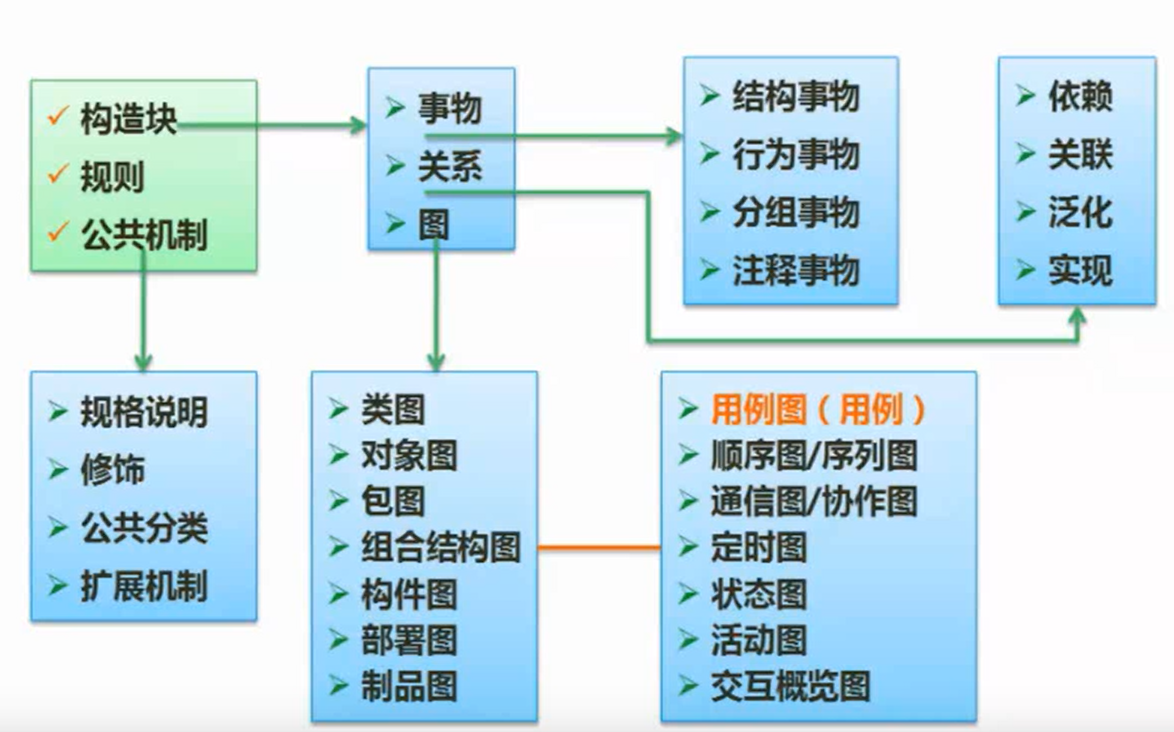 构造块
规则
公共机制
事物
关系
图
结构事物
行为事物
分组事物
注释事物
依赖
关联
泛化
实现
规格说明
修饰
公共分类
扩展机制
类图
对象图
包图
组合结构图
构件图
部署图
制品图
用例图（用例）
顺序图/序列图
通信图/协作图
定时图
状态图
活动图
交互概览图